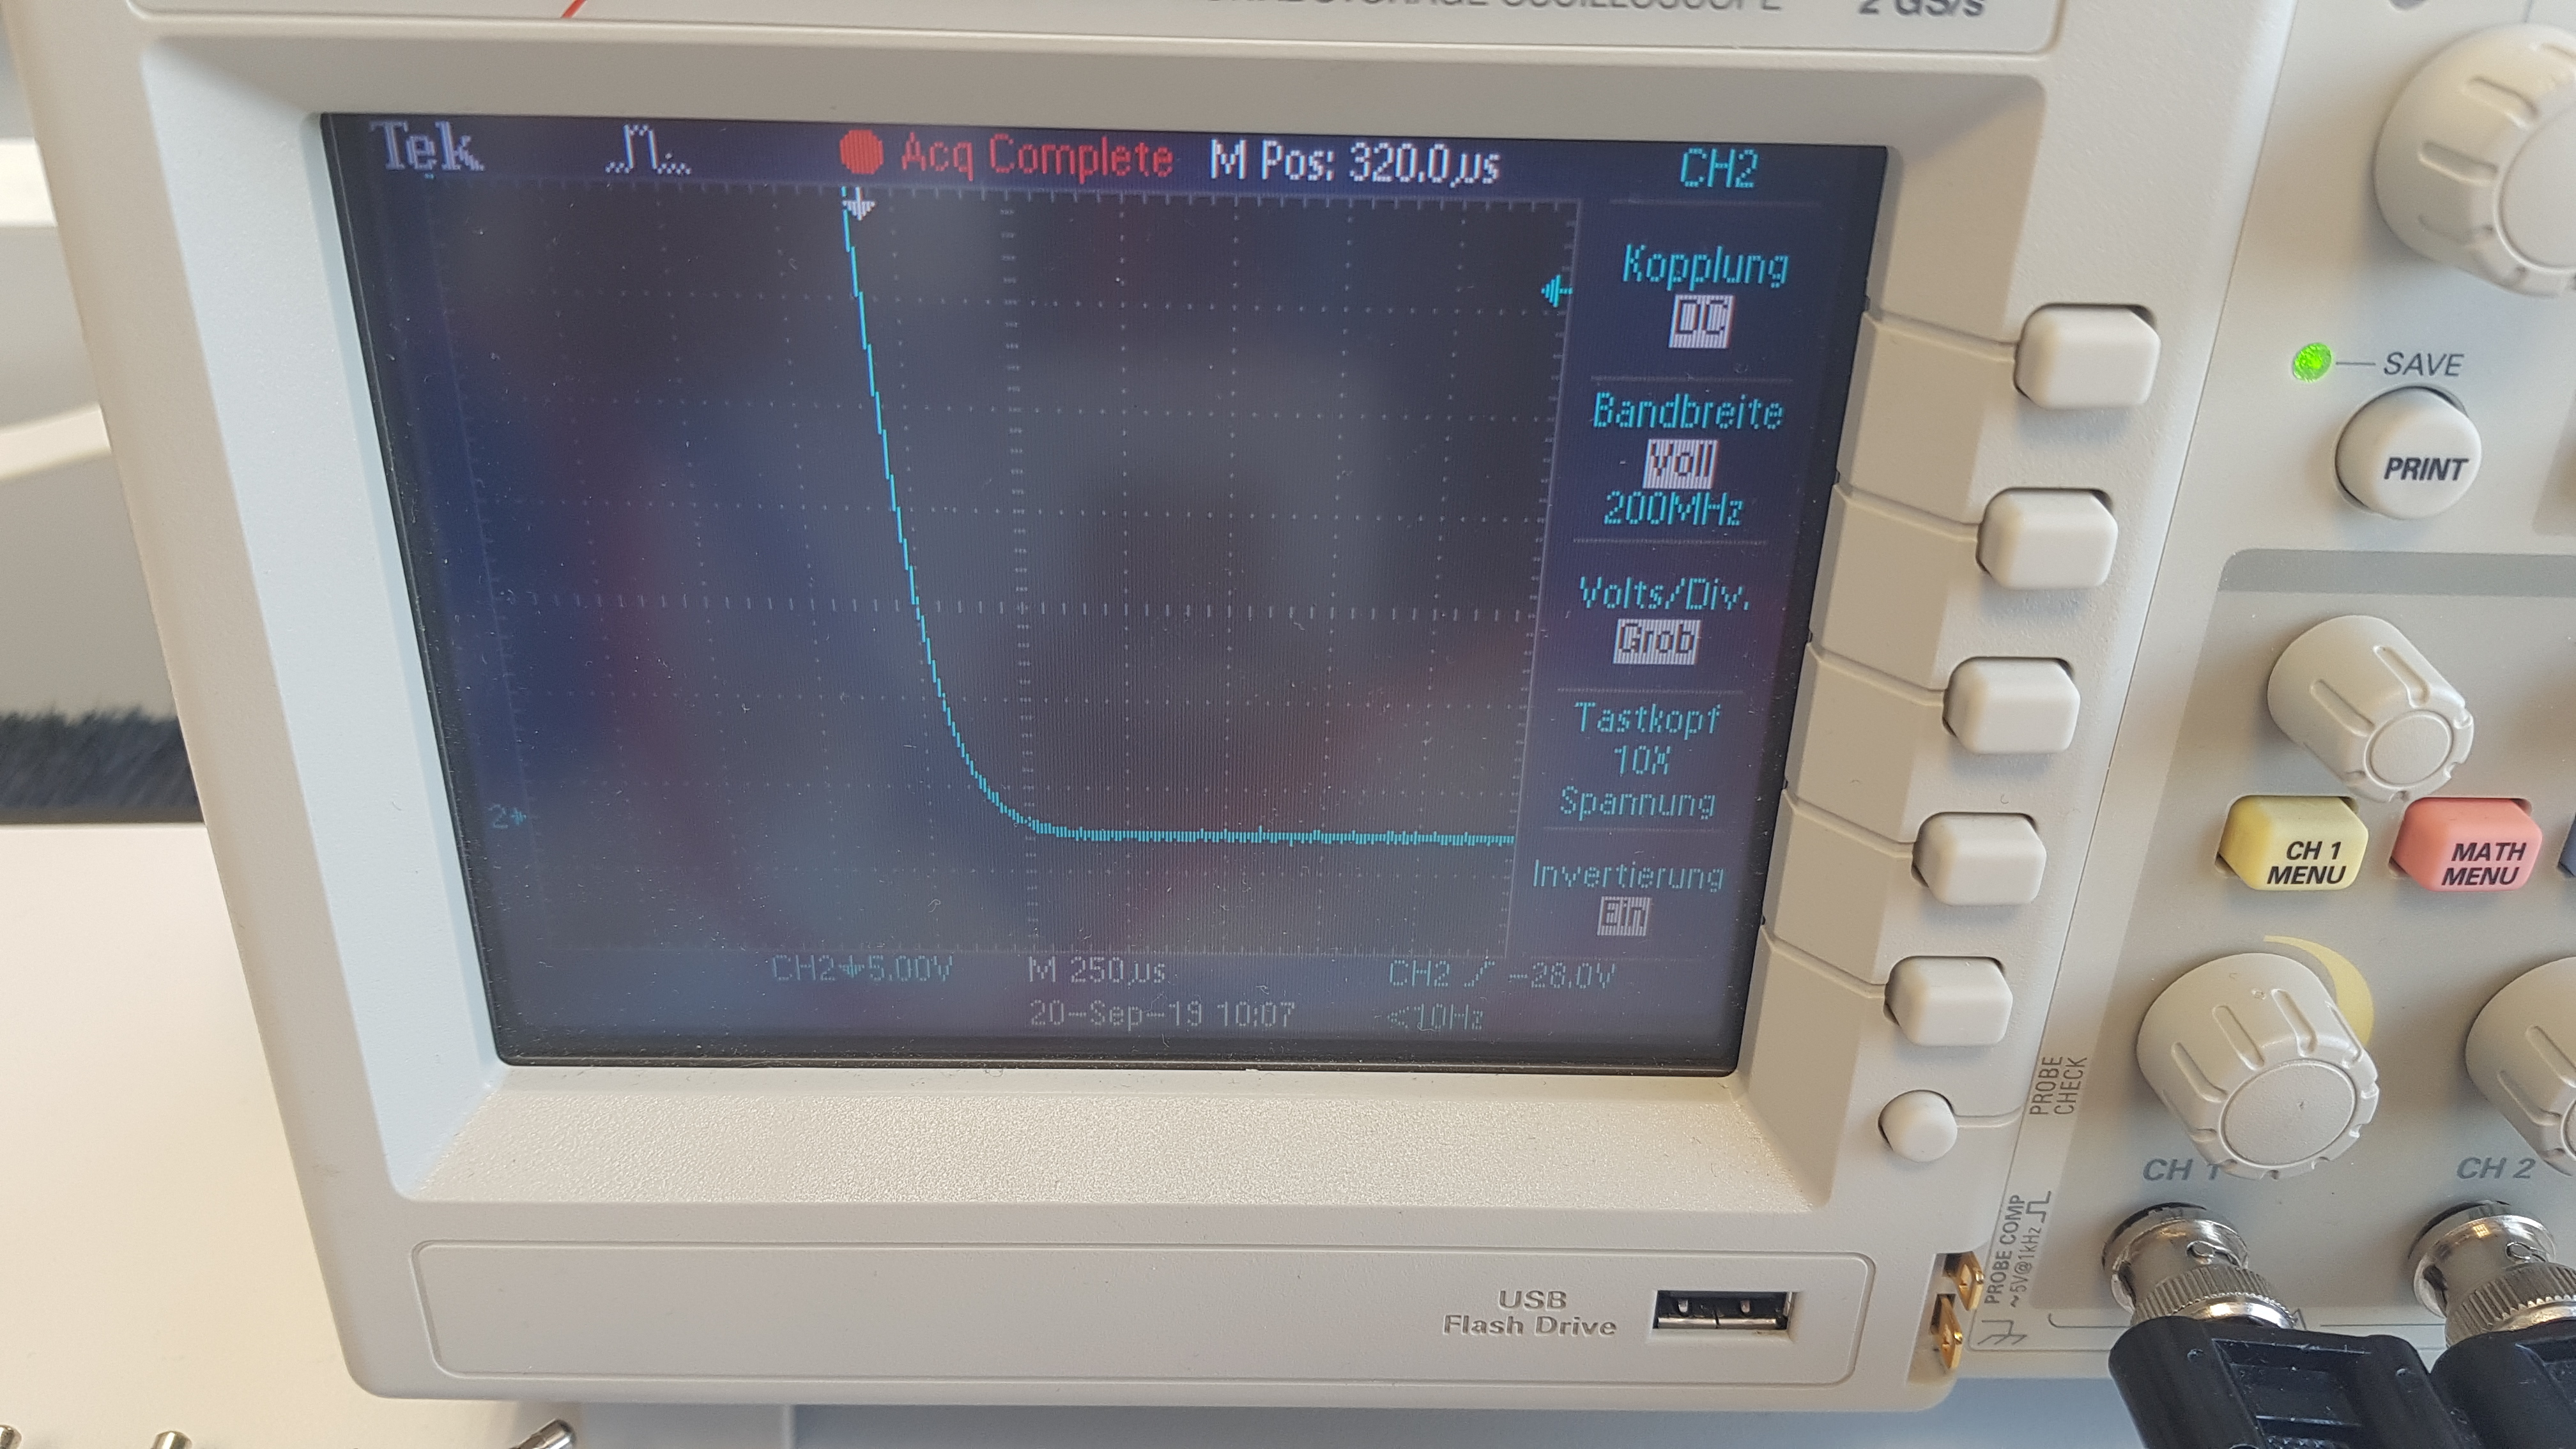 2 GS/s
Tek Acq Complete M Pos: 320.0µs CH2
Kopplung
Bandbreite
Voll
200MHz
Volts/Div.
Grob
Tastkopf
10X
Spannung
Invertierung
Ein
2
CH2 5.00V M 250µs CH2 -28.0V
20-Sep-19 10:07 <10Hz
SAVE
PRINT
CH 1
MENU
MATH
MENU
PROBE
CHECK
CH 1
CH 2
PROBE COMP
~5V@1kHz
USB
Flash Drive